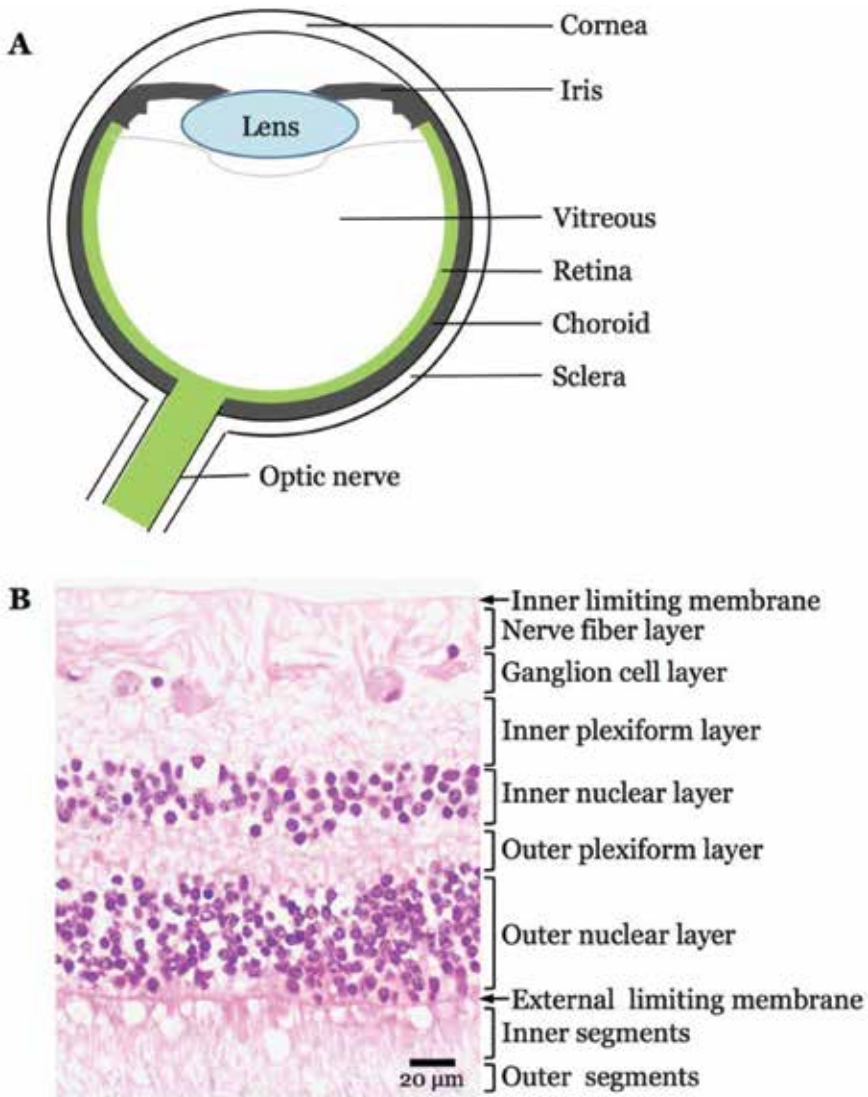 A
Cornea
Iris
Lens
Vitreous
Retina
Choroid
Sclera
Optic nerve
B
Inner limiting membrane
Nerve fiber layer
Ganglion cell layer
Inner plexiform layer
Inner nuclear layer
Outer plexiform layer
Outer nuclear layer
External limiting membrane
Inner segments
20 µm
Outer segments